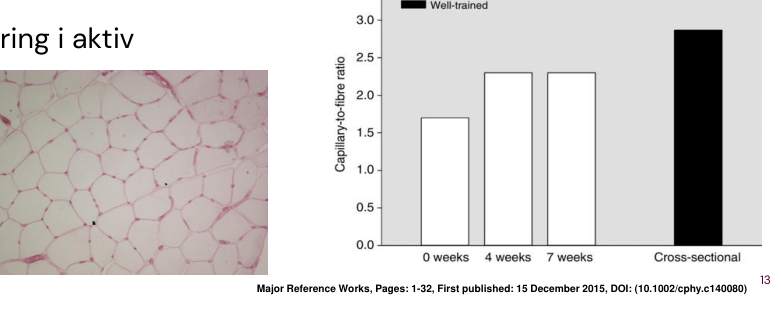 ring i aktiv
Well-trained
Capillary-to-fibre ratio
3.0
2.5
2.0
1.5
1.0
0.5
0.0
0 weeks 4 weeks 7 weeks Cross-sectional
Major Reference Works, Pages: 1-32, First published: 15 December 2015, DOI: (10.1002/cphy.c140080)
13